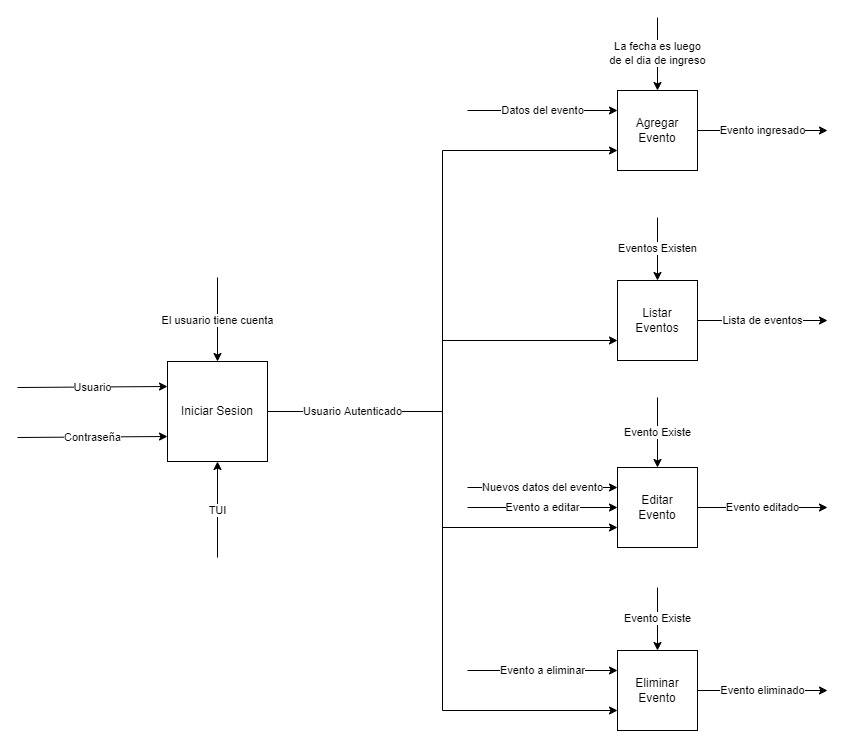 La fecha es luego
de el dia de ingreso
Datos del evento
Agregar
Evento
Evento ingresado
Eventos Existen
Listar
Eventos
Lista de eventos
El usuario tiene cuenta
Usuario
Contraseña
Iniciar Sesion
Usuario Autenticado
TUI
Evento Existe
Nuevos datos del evento
Evento a editar
Editar
Evento
Evento editado
Evento Existe
Evento a eliminar
Eliminar
Evento
Evento eliminado